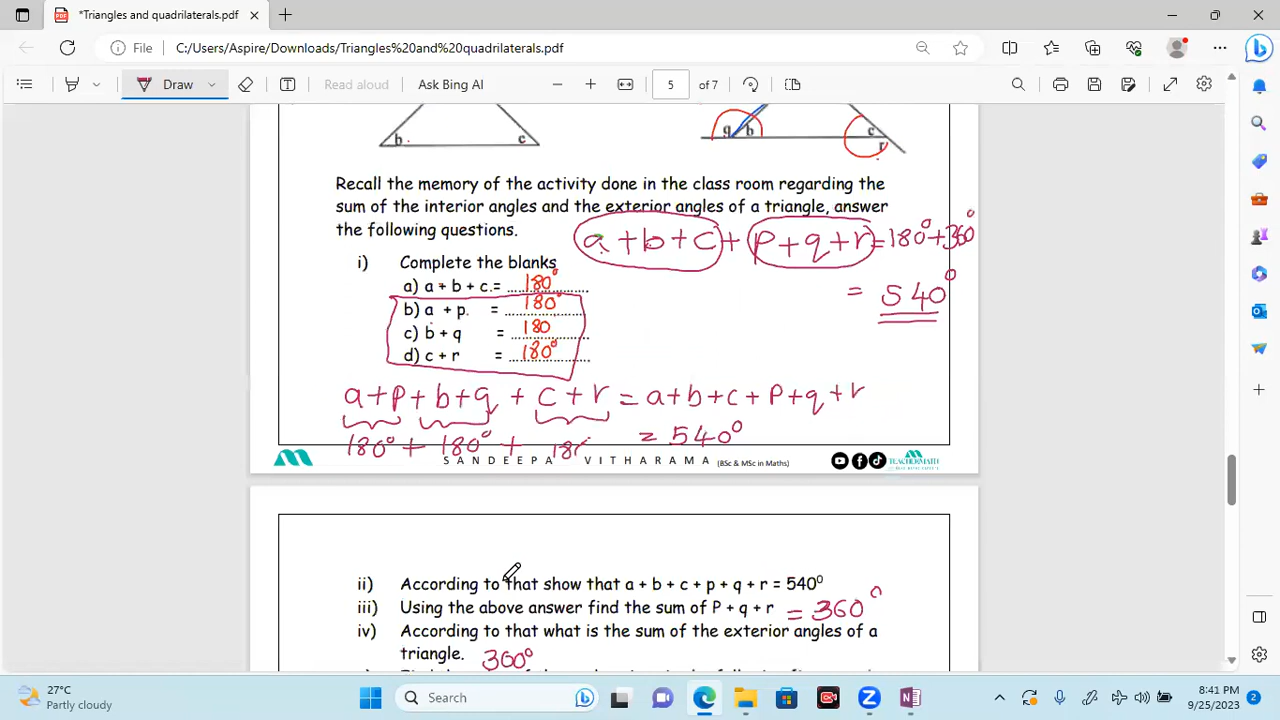 *Triangles and quadrilaterals.pdf
File C:/Users/Aspire/Downloads/Triangles%20and%20quadrilaterals.pdf
Draw Read aloud Ask Bing AI 5 of 7
b c q b c r
Recall the memory of the activity done in the class room regarding the
sum of the interior angles and the exterior angles of a triangle, answer
the following questions.
a + b + c + p + q + r = 180° + 360°
= 540°
i) Complete the blanks
a) a + b + c = 180°
b) a + p. = 180°
c) b + q = 180
d) c + r = 180°
a + p + b + q + c + r = a + b + c + p + q + r
180° + 180° + = 540°
SANDEEPA VITHARAMA (BSc & MSc in Maths)
ii) According to that show that a + b + c + p + q + r = 540⁰
iii) Using the above answer find the sum of P + q + r = 360°
iv) According to that what is the sum of the exterior angles of a
triangle. 360°
27°C
Partly cloudy
Search
8:41 PM
9/25/2023
2